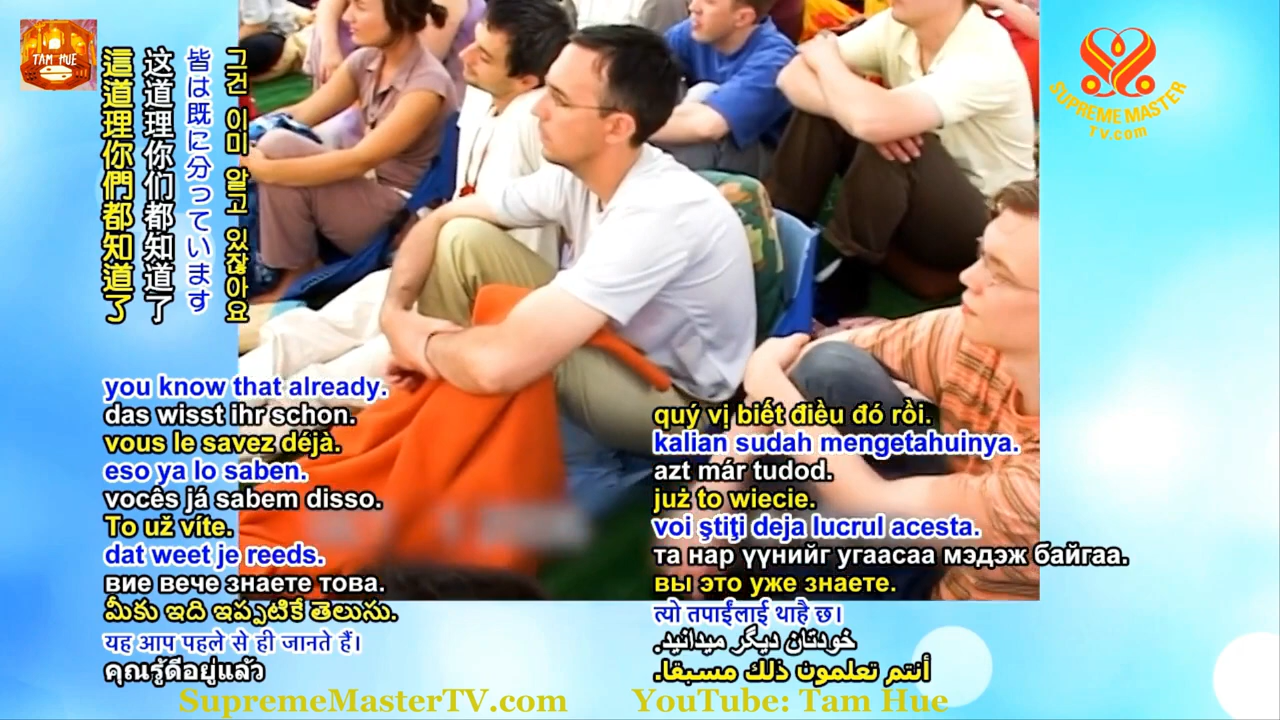 TAM HUE
SUPREME MASTER
TV.com
這道理你們都知道了
这道理你们都知道了
皆は既に分っています
그건 이미 알고 있잖아요
you know that already.
das wisst ihr schon.
vous le savez déjà.
eso ya lo saben.
vocês já sabem disso.
To už víte.
dat weet je reeds.
вие вече знаете това.
మీకు ఇది ఇప్పటికే తెలుసు.
यह आप पहले से ही जानते हैं।
คุณรู้ดีอยู่แล้ว
quý vị biết điều đó rồi.
kalian sudah mengetahuinya.
azt már tudod.
już to wiecie.
voi ştiţi deja lucrul acesta.
та нар үүнийг угаасаа мэдэж байгаа.
вы это уже знаете.
त्यो तपाईंलाई थाहै छ।
خودتان دیگر میدانید.
أنتم تعلمون ذلك مسبقا.
SupremeMasterTV.com
YouTube: Tam Hue